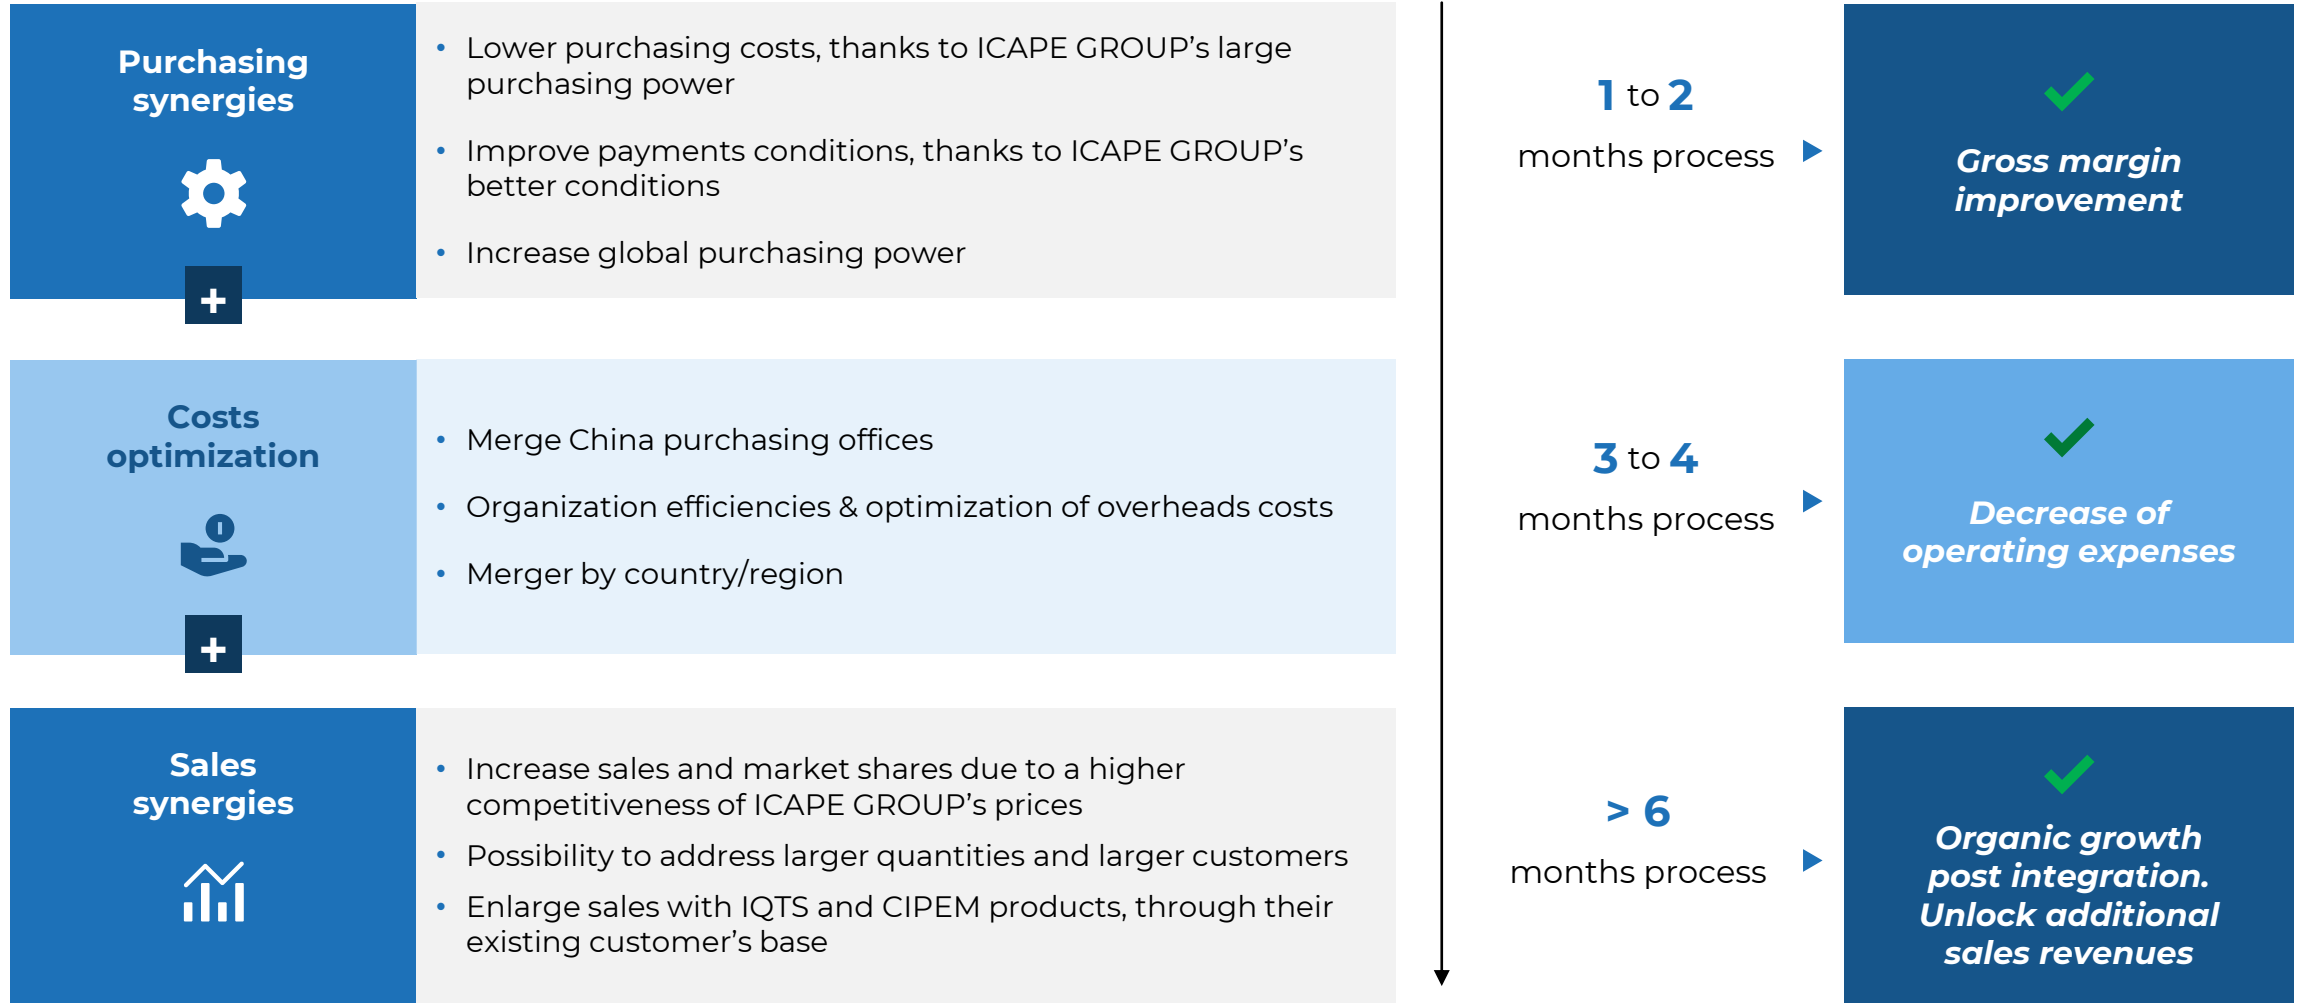 Purchasing
synergies
• Lower purchasing costs, thanks to ICAPE GROUP’s large
purchasing power
• Improve payments conditions, thanks to ICAPE GROUP’s
better conditions
• Increase global purchasing power
1 to 2
months process
Gross margin
improvement
+
Costs
optimization
• Merge China purchasing offices
• Organization efficiencies & optimization of overheads costs
• Merger by country/region
3 to 4
months process
Decrease of
operating expenses
+
Sales
synergies
• Increase sales and market shares due to a higher
competitiveness of ICAPE GROUP’s prices
• Possibility to address larger quantities and larger customers
• Enlarge sales with IQTS and CIPEM products, through their
existing customer’s base
> 6
months process
Organic growth
post integration.
Unlock additional
sales revenues